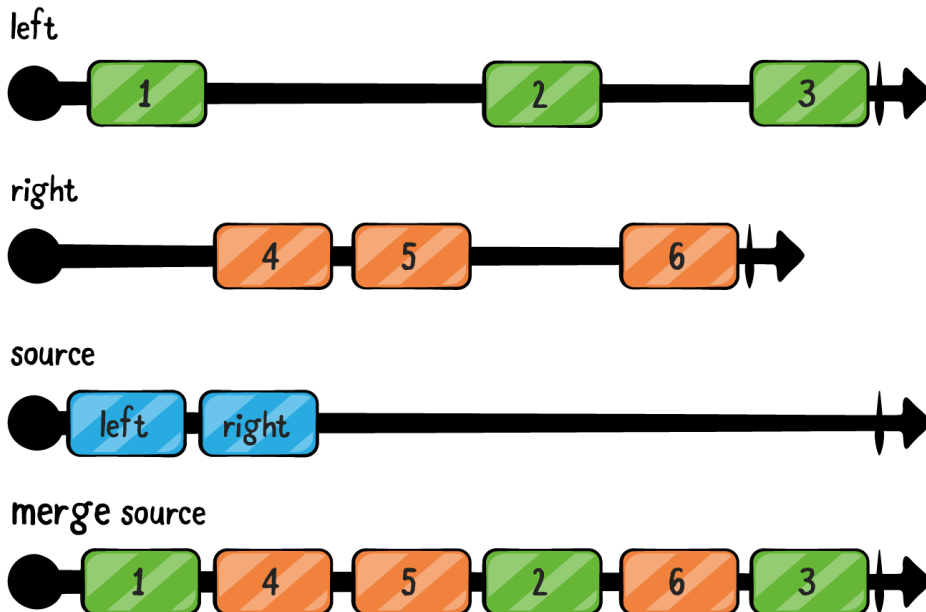 left
1 2 3
right
4 5 6
source
left right
merge source
1 4 5 2 6 3